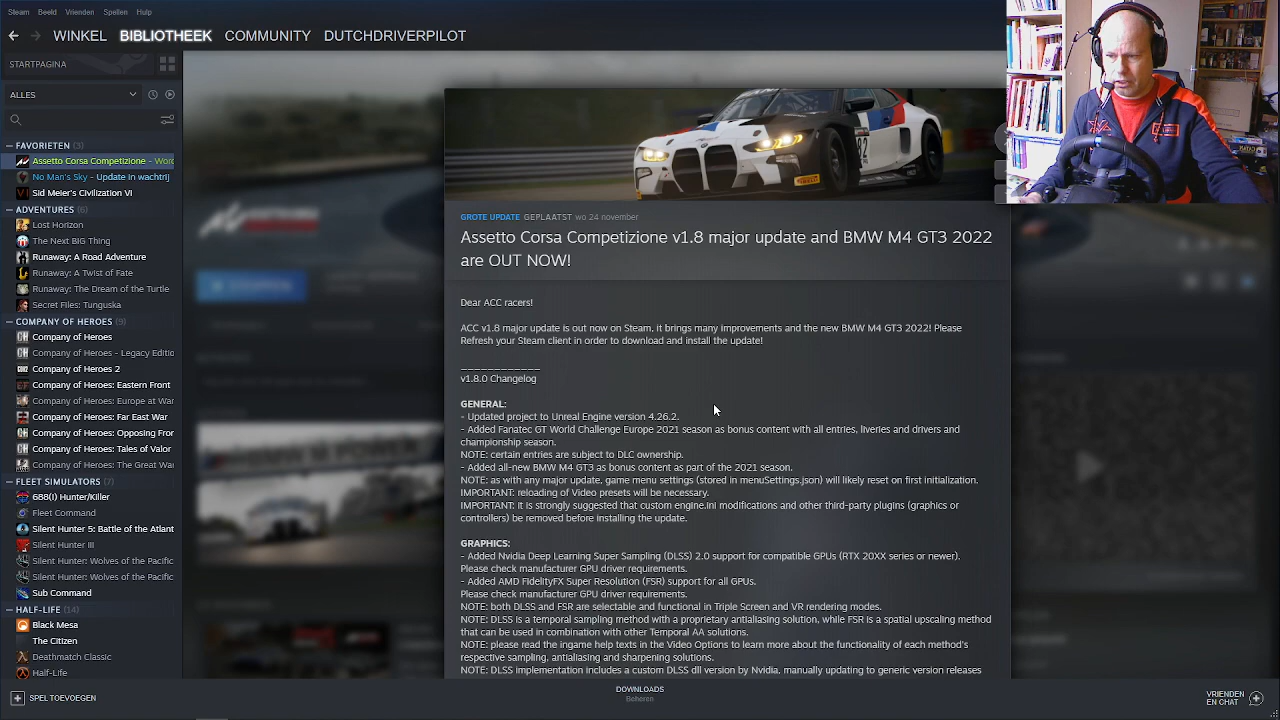 Steam Beeld Vrienden Spellen Hulp
WINKEL BIBLIOTHEEK COMMUNITY DUTCHDRIVERPILOT
STARTPAGINA
ALLES
FAVORIETEN (3)
Assetto Corsa Competizione - Word
No Man's Sky - Update in wachtrij
Sid Meier's Civilization VI
ADVENTURES (6)
Lost Horizon
The Next BIG Thing
Runaway: A Road Adventure
Runaway: A Twist of Fate
Runaway: The Dream of the Turtle
Secret Files: Tunguska
COMPANY OF HEROES (9)
Company of Heroes
Company of Heroes - Legacy Editio
Company of Heroes 2
Company of Heroes: Eastern Front
Company of Heroes: Europe at War
Company of Heroes: Far East War
Company of Heroes: Opposing Fron
Company of Heroes: Tales of Valor
Company of Heroes: The Great War
FLEET SIMULATORS (7)
688(I) Hunter/Killer
Fleet Command
Silent Hunter 5: Battle of the Atlant
Silent Hunter III
Silent Hunter: Wolves of the Pacific
Silent Hunter: Wolves of the Pacific
Sub Command
HALF-LIFE (14)
Black Mesa
The Citizen
Deathmatch Classic
Half-Life
SPEL TOEVOEGEN
GROTE UPDATE GEPLAATST wo 24 november
Assetto Corsa Competizione v1.8 major update and BMW M4 GT3 2022
are OUT NOW!
Dear ACC racers!
ACC v1.8 major update is out now on Steam, it brings many improvements and the new BMW M4 GT3 2022! Please
Refresh your Steam client in order to download and install the update!
v1.8.0 Changelog
GENERAL:
- Updated project to Unreal Engine version 4.26.2.
- Added Fanatec GT World Challenge Europe 2021 season as bonus content with all entries, liveries and drivers and
championship season.
NOTE: certain entries are subject to DLC ownership.
- Added all-new BMW M4 GT3 as bonus content as part of the 2021 season.
NOTE: as with any major update, game menu settings (stored in menuSettings.json) will likely reset on first initialization.
IMPORTANT: reloading of Video presets will be necessary.
IMPORTANT: it is strongly suggested that custom engine.ini modifications and other third-party plugins (graphics or
controllers) be removed before installing the update.
GRAPHICS:
- Added Nvidia Deep Learning Super Sampling (DLSS) 2.0 support for compatible GPUs (RTX 20XX series or newer).
Please check manufacturer GPU driver requirements.
- Added AMD FidelityFX Super Resolution (FSR) support for all GPUs.
Please check manufacturer GPU driver requirements.
NOTE: both DLSS and FSR are selectable and functional in Triple Screen and VR rendering modes.
NOTE: DLSS is a temporal sampling method with a proprietary antialiasing solution, while FSR is a spatial upscaling method
that can be used in combination with other Temporal AA solutions.
NOTE: please read the ingame help texts in the Video Options to learn more about the functionality of each method's
respective sampling, antialiasing and sharpening solutions.
NOTE: DLSS implementation includes a custom DLSS dll version by Nvidia, manually updating to generic version releases
DOWNLOADS
Beheren
VRIENDEN
EN CHAT